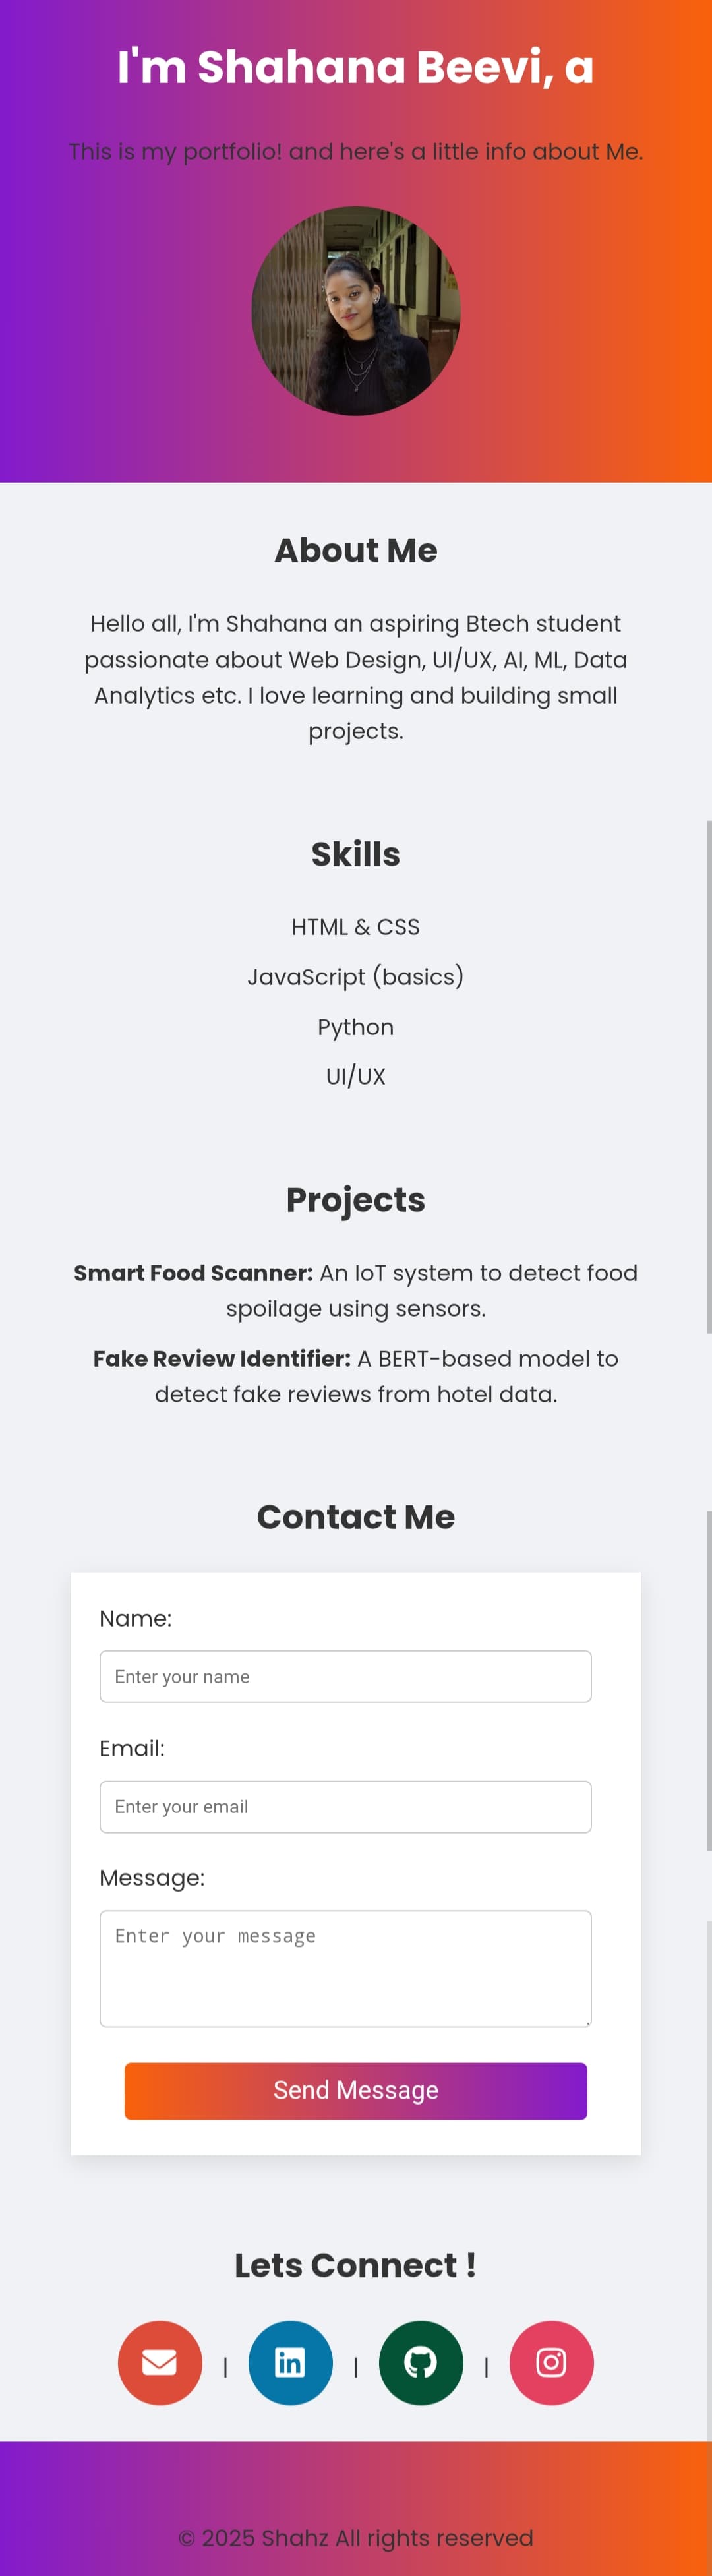 I'm Shahana Beevi, a
This is my portfolio! and here's a little info about Me.
About Me
Hello all, I'm Shahana an aspiring Btech student
passionate about Web Design, UI/UX, AI, ML, Data
Analytics etc. I love learning and building small
projects.
Skills
HTML & CSS
JavaScript (basics)
Python
UI/UX
Projects
Smart Food Scanner: An IoT system to detect food
spoilage using sensors.
Fake Review Identifier: A BERT-based model to
detect fake reviews from hotel data.
Contact Me
Name:
Enter your name
Email:
Enter your email
Message:
Enter your message
Send Message
Lets Connect !
in
© 2025 Shahz All rights reserved